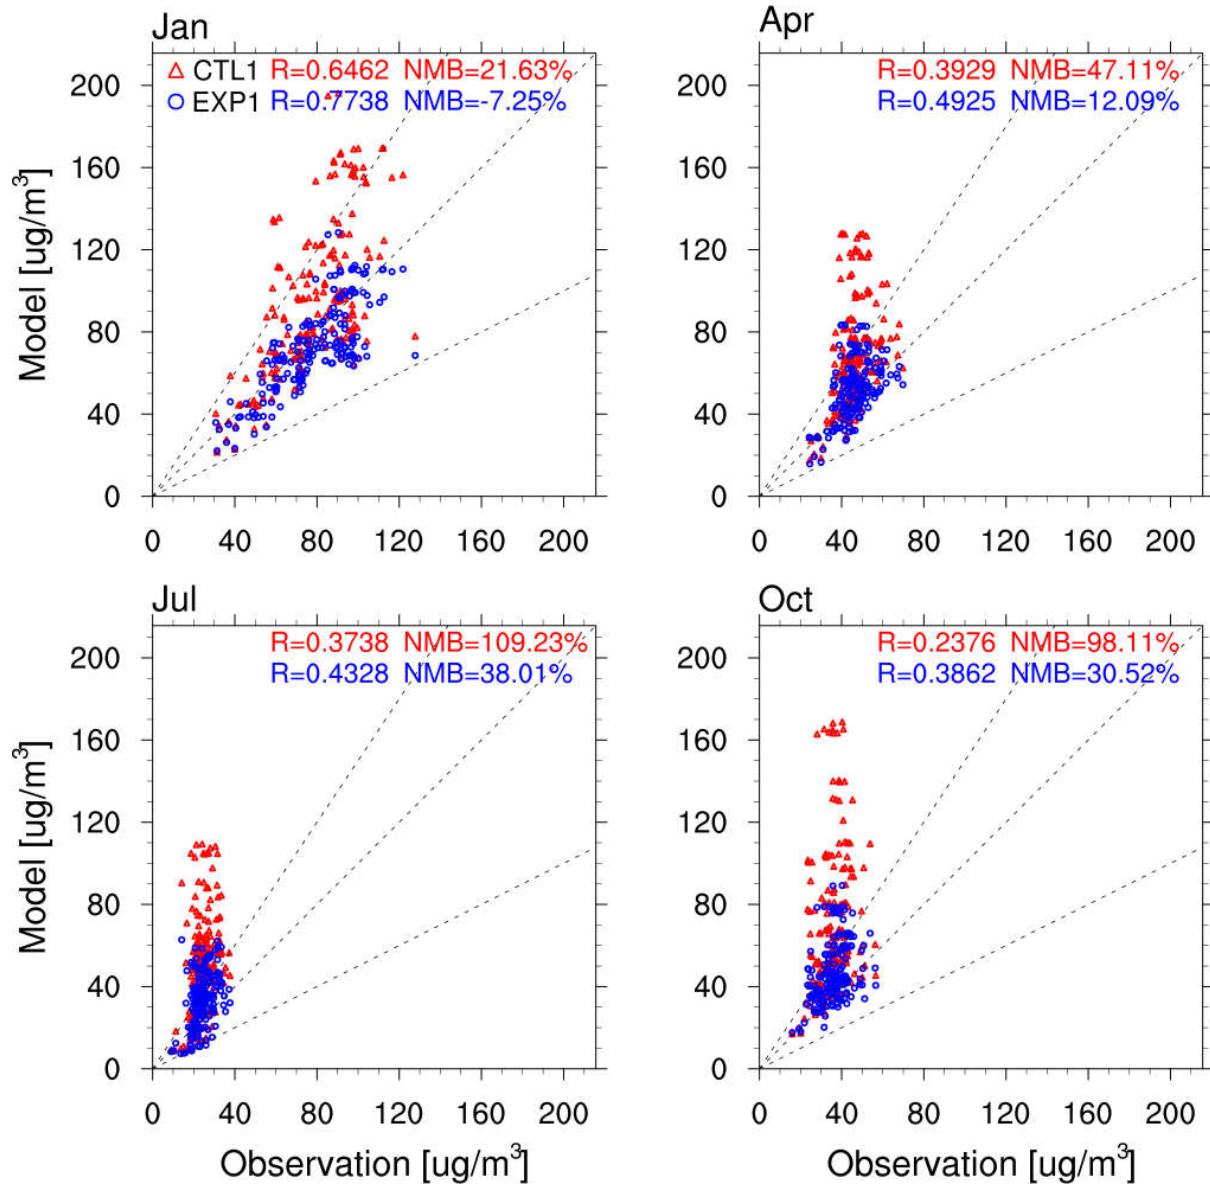 Jan
CTL1 R=0.6462 NMB=21.63%
EXP1 R=0.7738 NMB=-7.25%
200
160
120
80
40
0
0 40 80 120 160 200
Model [ug/m³]
Apr
R=0.3929 NMB=47.11%
R=0.4925 NMB=12.09%
200
160
120
80
40
0
0 40 80 120 160 200
Jul
R=0.3738 NMB=109.23%
R=0.4328 NMB=38.01%
200
160
120
80
40
0
0 40 80 120 160 200
Model [ug/m³]
Observation [ug/m³]
Oct
R=0.2376 NMB=98.11%
R=0.3862 NMB=30.52%
200
160
120
80
40
0
0 40 80 120 160 200
Observation [ug/m³]